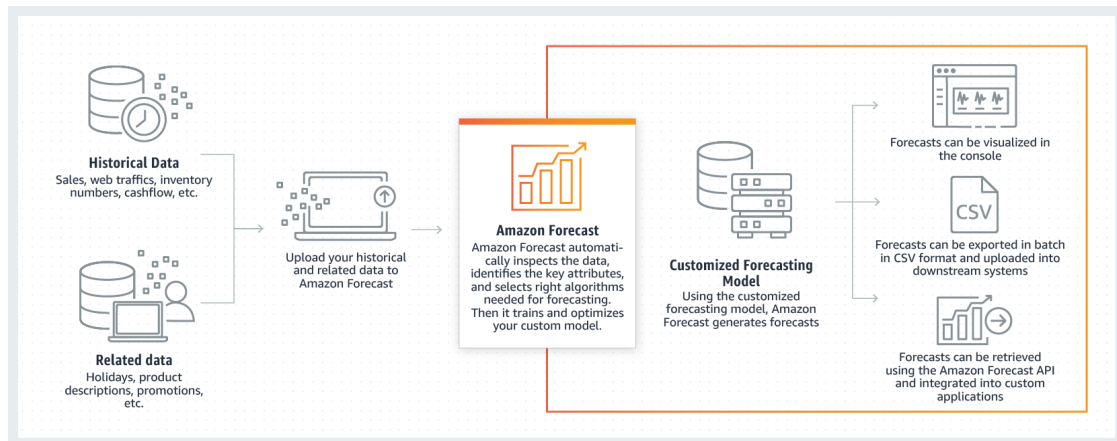 Historical Data
Sales, web traffics, inventory
numbers, cashflow, etc.
Related data
Holidays, product
descriptions, promotions,
etc.
Upload your historical
and related data to
Amazon Forecast
Amazon Forecast
Amazon Forecast automati-
cally inspects the data,
identifies the key attributes,
and selects right algorithms
needed for forecasting.
Then it trains and optimizes
your custom model.
Customized Forecasting
Model
Using the customized
forecasting model, Amazon
Forecast generates forecasts
Forecasts can be visualized in
the console
CSV
Forecasts can be exported in batch
in CSV format and uploaded into
downstream systems
Forecasts can be retrieved
using the Amazon Forecast API
and integrated into custom
applications